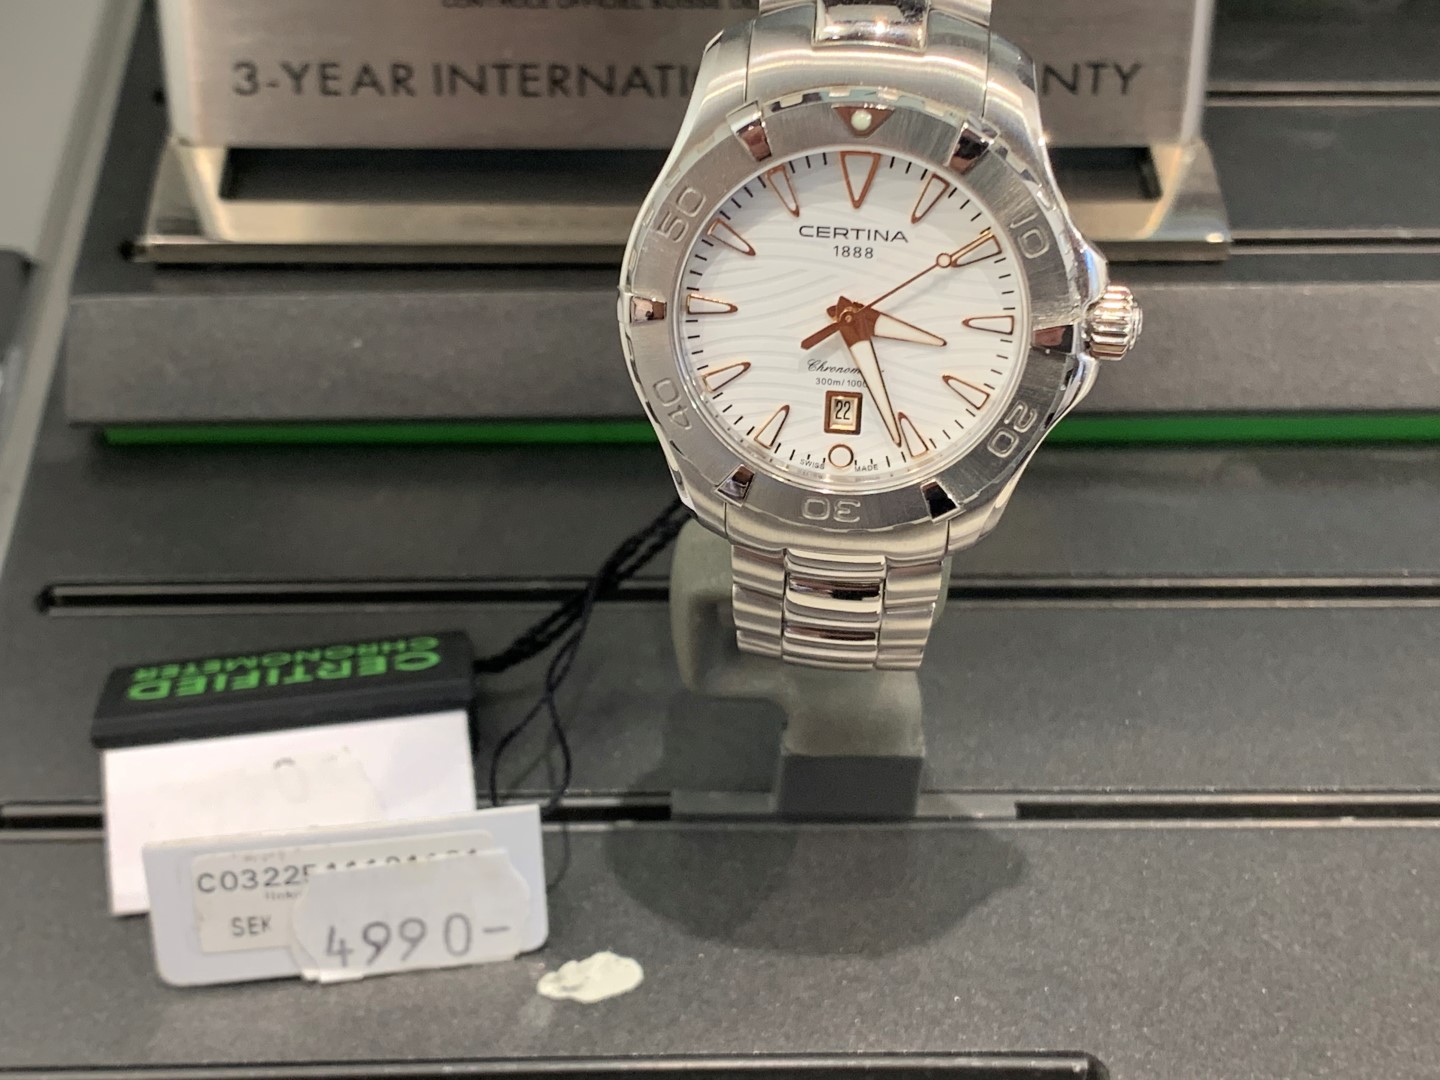 3-YEAR INTERNATI NTY
CERTINA
1888
300m/1000
22
SWISS MADE
10
20
30
40
50
CERTIFIED
CHRONOMETER
SEK
4990-